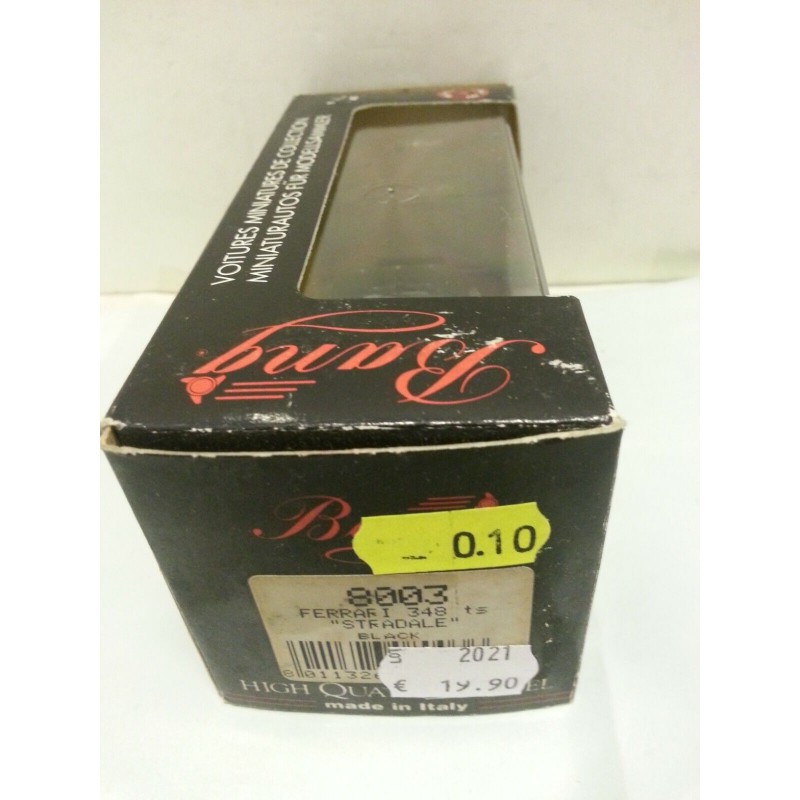 VOITURES MINIATURES DE COLLECTION
MINIATURAUTOS FÜR MODELLSAMMLER
Bang
0.10
8003
FERRARI 348 ts
"STRADALE"
BLACK
2021
€ 19.90
HIGH
made in Italy